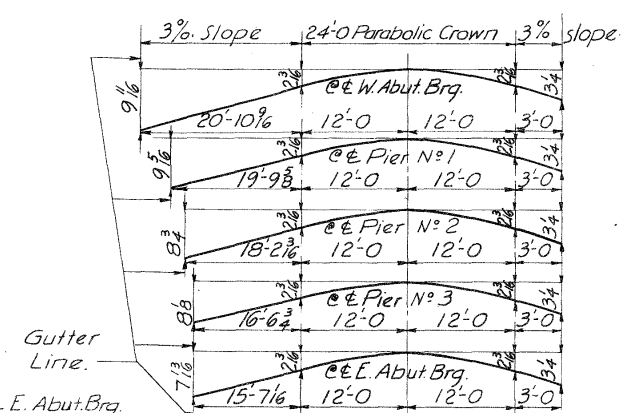 3% Slope 24'-0 Parabolic Crown 3% slope
9 11/16 2 3/16 @ ℄ W. Abut. Brg. 2 3/16 3 1/4
20'-10 9/16 12'-0 12'-0 3'-0
9 5/16 2 3/16 @ ℄ Pier Nº 1 2 3/16 3 1/4
19'-9 5/8 12'-0 12'-0 3'-0
8 3/4 2 3/16 @ ℄ Pier Nº 2 2 3/16 3 1/4
18'-2 3/16 12'-0 12'-0 3'-0
8 1/8 2 3/16 @ ℄ Pier Nº 3 2 3/16 3 1/4
16'-6 3/4 12'-0 12'-0 3'-0
Gutter
Line.
7 13/16 2 3/16 @ ℄ E. Abut. Brg. 2 3/16 3 1/4
15'-7 1/16 12'-0 12'-0 3'-0
E. Abut. Brg.